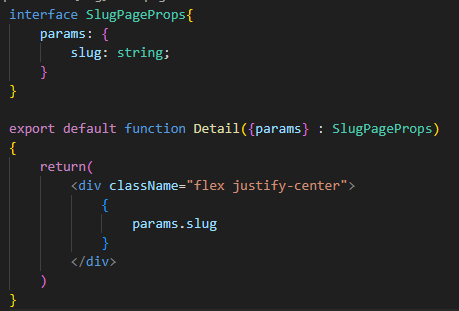 interface SlugPageProps{
    params: {
        slug: string;
    }
}

export default function Detail({params} : SlugPageProps)
{
    return(
        <div className="flex justify-center">
            {
                params.slug
            }
        </div>
    )
}